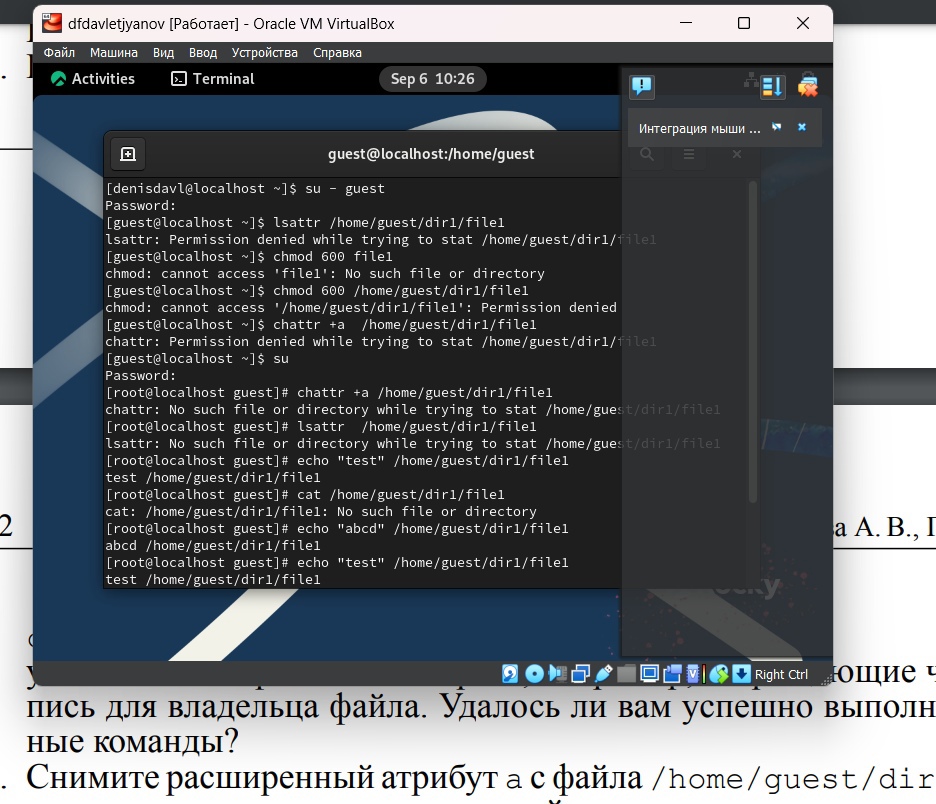 dfdavletjyanov [Работает] - Oracle VM VirtualBox
Файл Машина Вид Ввод Устройства Справка
Activities Terminal Sep 6 10:26
Интеграция мыши ...
guest@localhost:/home/guest
[denisdavl@localhost ~]$ su - guest
Password:
[guest@localhost ~]$ lsattr /home/guest/dir1/file1
lsattr: Permission denied while trying to stat /home/guest/dir1/file1
[guest@localhost ~]$ chmod 600 file1
chmod: cannot access 'file1': No such file or directory
[guest@localhost ~]$ chmod 600 /home/guest/dir1/file1
chmod: cannot access '/home/guest/dir1/file1': Permission denied
[guest@localhost ~]$ chattr +a  /home/guest/dir1/file1
chattr: Permission denied while trying to stat /home/guest/dir1/file1
[guest@localhost ~]$ su
Password:
[root@localhost guest]# chattr +a /home/guest/dir1/file1
chattr: No such file or directory while trying to stat /home/guest/dir1/file1
[root@localhost guest]# lsattr  /home/guest/dir1/file1
lsattr: No such file or directory while trying to stat /home/guest/dir1/file1
[root@localhost guest]# echo "test" /home/guest/dir1/file1
test /home/guest/dir1/file1
[root@localhost guest]# cat /home/guest/dir1/file1
cat: /home/guest/dir1/file1: No such file or directory
[root@localhost guest]# echo "abcd" /home/guest/dir1/file1
abcd /home/guest/dir1/file1
[root@localhost guest]# echo "test" /home/guest/dir1/file1
test /home/guest/dir1/file1
2 ва А. В., Г
Right Ctrl
ющие ч
пись для владельца файла. Удалось ли вам успешно выполн
ные команды?
. Снимите расширенный атрибут a с файла /home/guest/dir